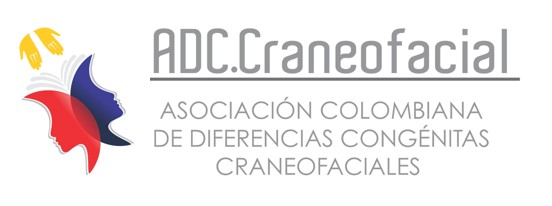 ADC.Craneofacial
ASOCIACIÓN COLOMBIANA
DE DIFERENCIAS CONGÉNITAS
CRANEOFACIALES